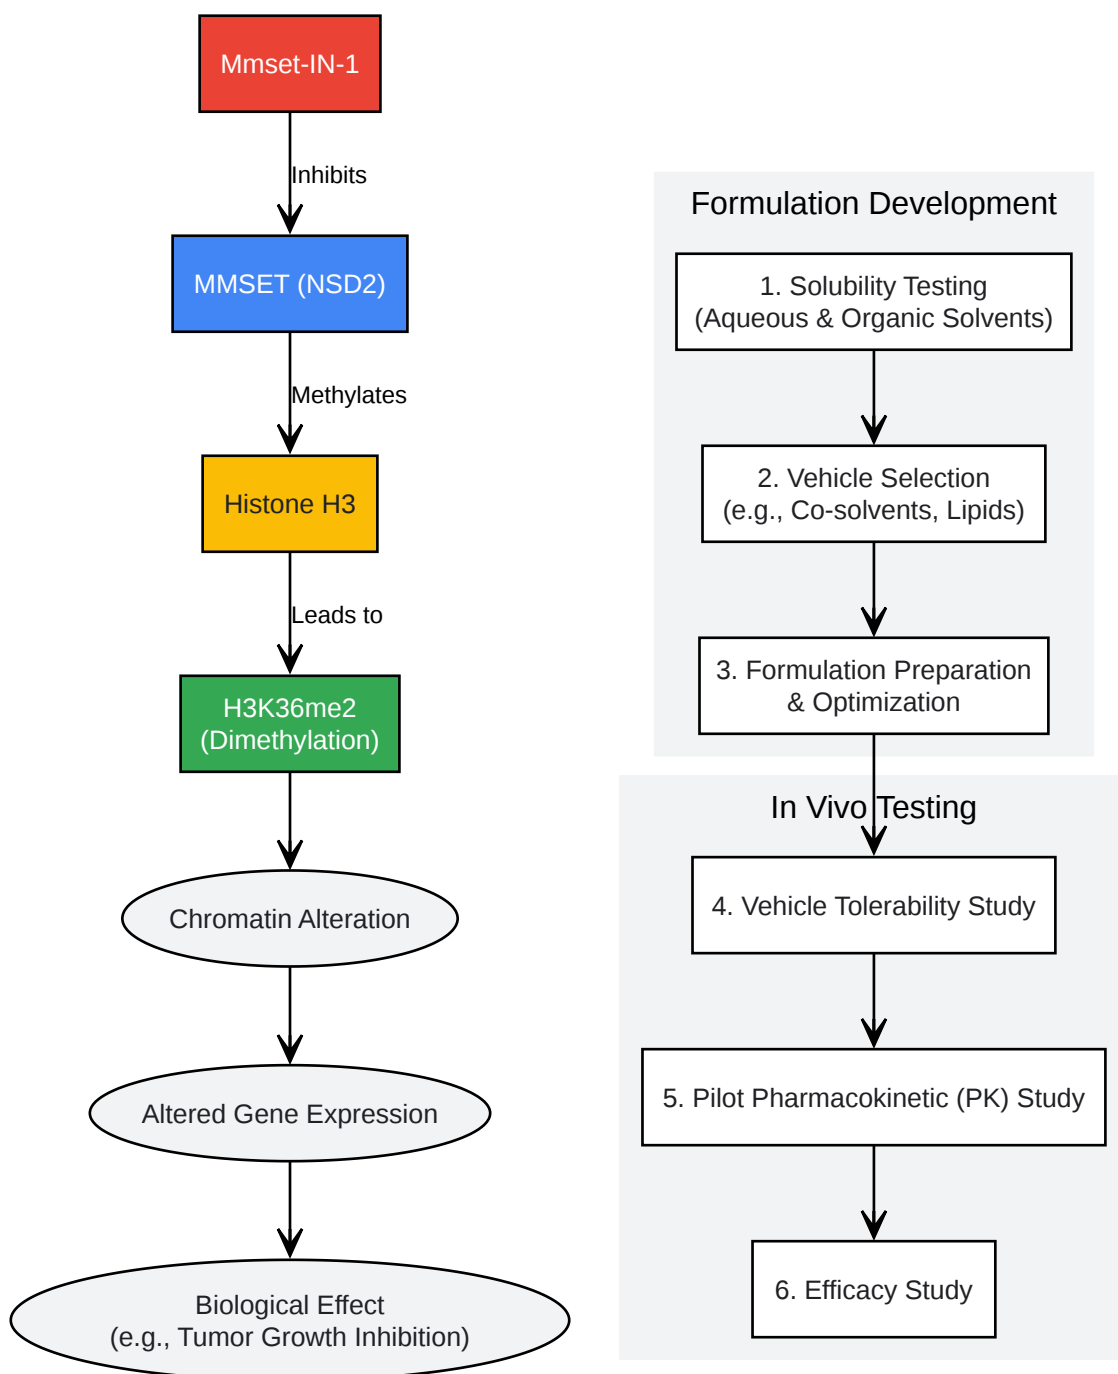 Mmset-IN-1
Inhibits
MMSET (NSD2)
Methylates
Histone H3
Leads to
H3K36me2
(Dimethylation)
Chromatin Alteration
Altered Gene Expression
Biological Effect
(e.g., Tumor Growth Inhibition)
Formulation Development
1. Solubility Testing
(Aqueous & Organic Solvents)
2. Vehicle Selection
(e.g., Co-solvents, Lipids)
3. Formulation Preparation
& Optimization
In Vivo Testing
4. Vehicle Tolerability Study
5. Pilot Pharmacokinetic (PK) Study
6. Efficacy Study